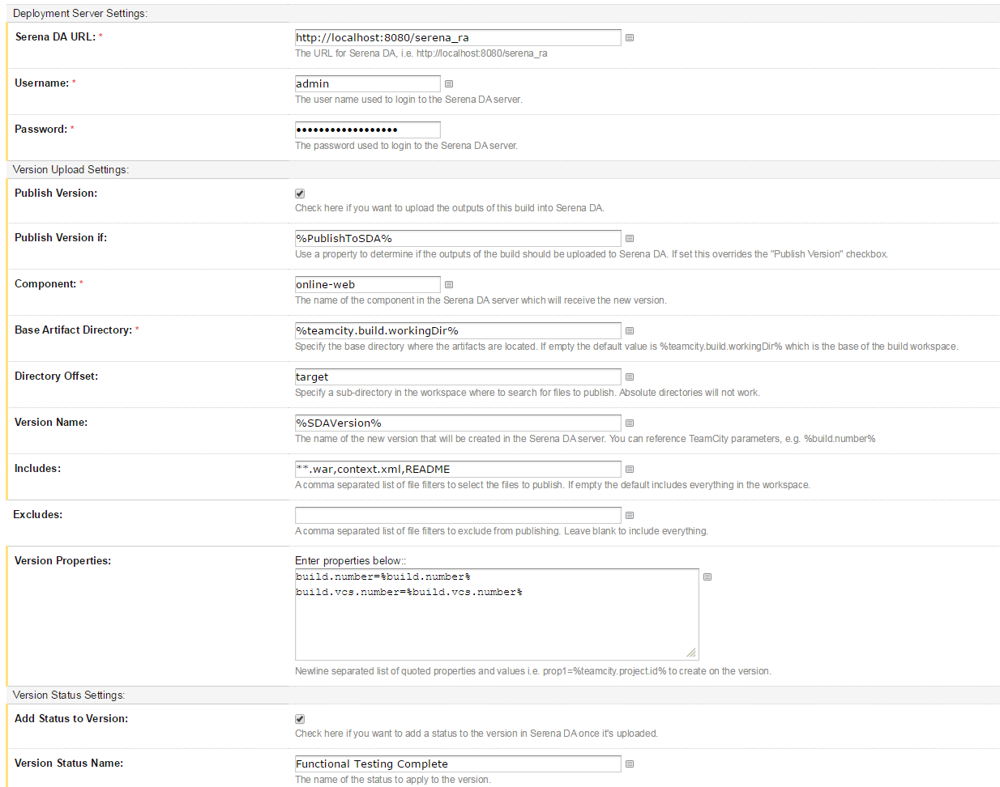 Deployment Server Settings:
Serena DA URL: * http://localhost:8080/serena_ra
The URL for Serena DA, i.e. http://localhost:8080/serena_ra
Username: * admin
The user name used to login to the Serena DA server.
Password: * ••••••••••••••••••
The password used to login to the Serena DA server.
Version Upload Settings:
Publish Version:
Check here if you want to upload the outputs of this build into Serena DA.
Publish Version if: %PublishToSDA%
Use a property to determine if the outputs of the build should be uploaded to Serena DA. If set this overrides the "Publish Version" checkbox.
Component: * online-web
The name of the component in the Serena DA server which will receive the new version.
Base Artifact Directory: * %teamcity.build.workingDir%
Specify the base directory where the artifacts are located. If empty the default value is %teamcity.build.workingDir% which is the base of the build workspace.
Directory Offset: target
Specify a sub-directory in the workspace where to search for files to publish. Absolute directories will not work.
Version Name: %SDAVersion%
The name of the new version that will be created in the Serena DA server. You can reference TeamCity parameters, e.g. %build.number%
Includes: **.war,context.xml,README
A comma separated list of file filters to select the files to publish. If empty the default includes everything in the workspace.
Excludes:
A comma separated list of file filters to exclude from publishing. Leave blank to include everything.
Version Properties: Enter properties below::
build.number=%build.number%
build.vcs.number=%build.vcs.number%
Newline separated list of quoted properties and values i.e. prop1=%teamcity.project.id% to create on the version.
Version Status Settings:
Add Status to Version:
Check here if you want to add a status to the version in Serena DA once it's uploaded.
Version Status Name: Functional Testing Complete
The name of the status to apply to the version.